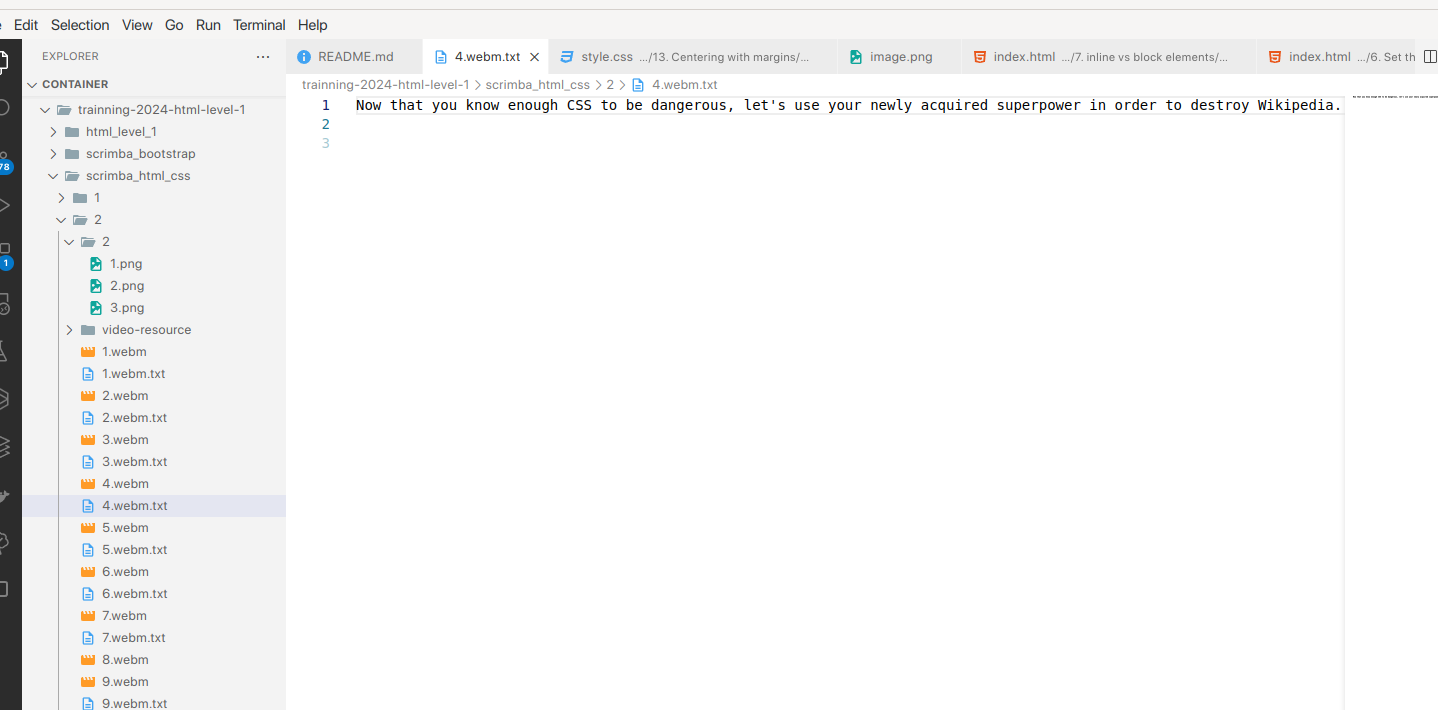 Edit Selection View Go Run Terminal Help
EXPLORER ...
README.md 4.webm.txt style.css .../13. Centering with margins/... image.png index.html .../7. inline vs block elements/... index.html .../6. Set th
CONTAINER
trainning-2024-html-level-1 > scrimba_html_css > 2 > 4.webm.txt
trainning-2024-html-level-1
html_level_1
scrimba_bootstrap
scrimba_html_css
1
2
2
1.png
2.png
3.png
video-resource
1.webm
1.webm.txt
2.webm
2.webm.txt
3.webm
3.webm.txt
4.webm
4.webm.txt
5.webm
5.webm.txt
6.webm
6.webm.txt
7.webm
7.webm.txt
8.webm
9.webm
9.webm.txt
78
1
1 Now that you know enough CSS to be dangerous, let's use your newly acquired superpower in order to destroy Wikipedia.
2
3